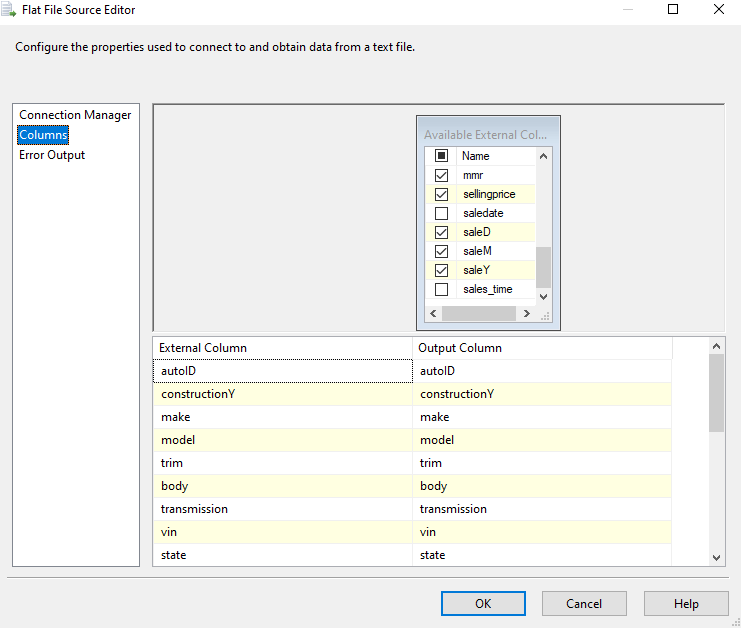 Flat File Source Editor
Configure the properties used to connect to and obtain data from a text file.
Connection Manager
Columns
Error Output
Available External Col...
Name
mmr
sellingprice
saledate
saleD
saleM
saleY
sales_time
External Column Output Column
autoID autoID
constructionY constructionY
make make
model model
trim trim
body body
transmission transmission
vin vin
state state
OK Cancel Help